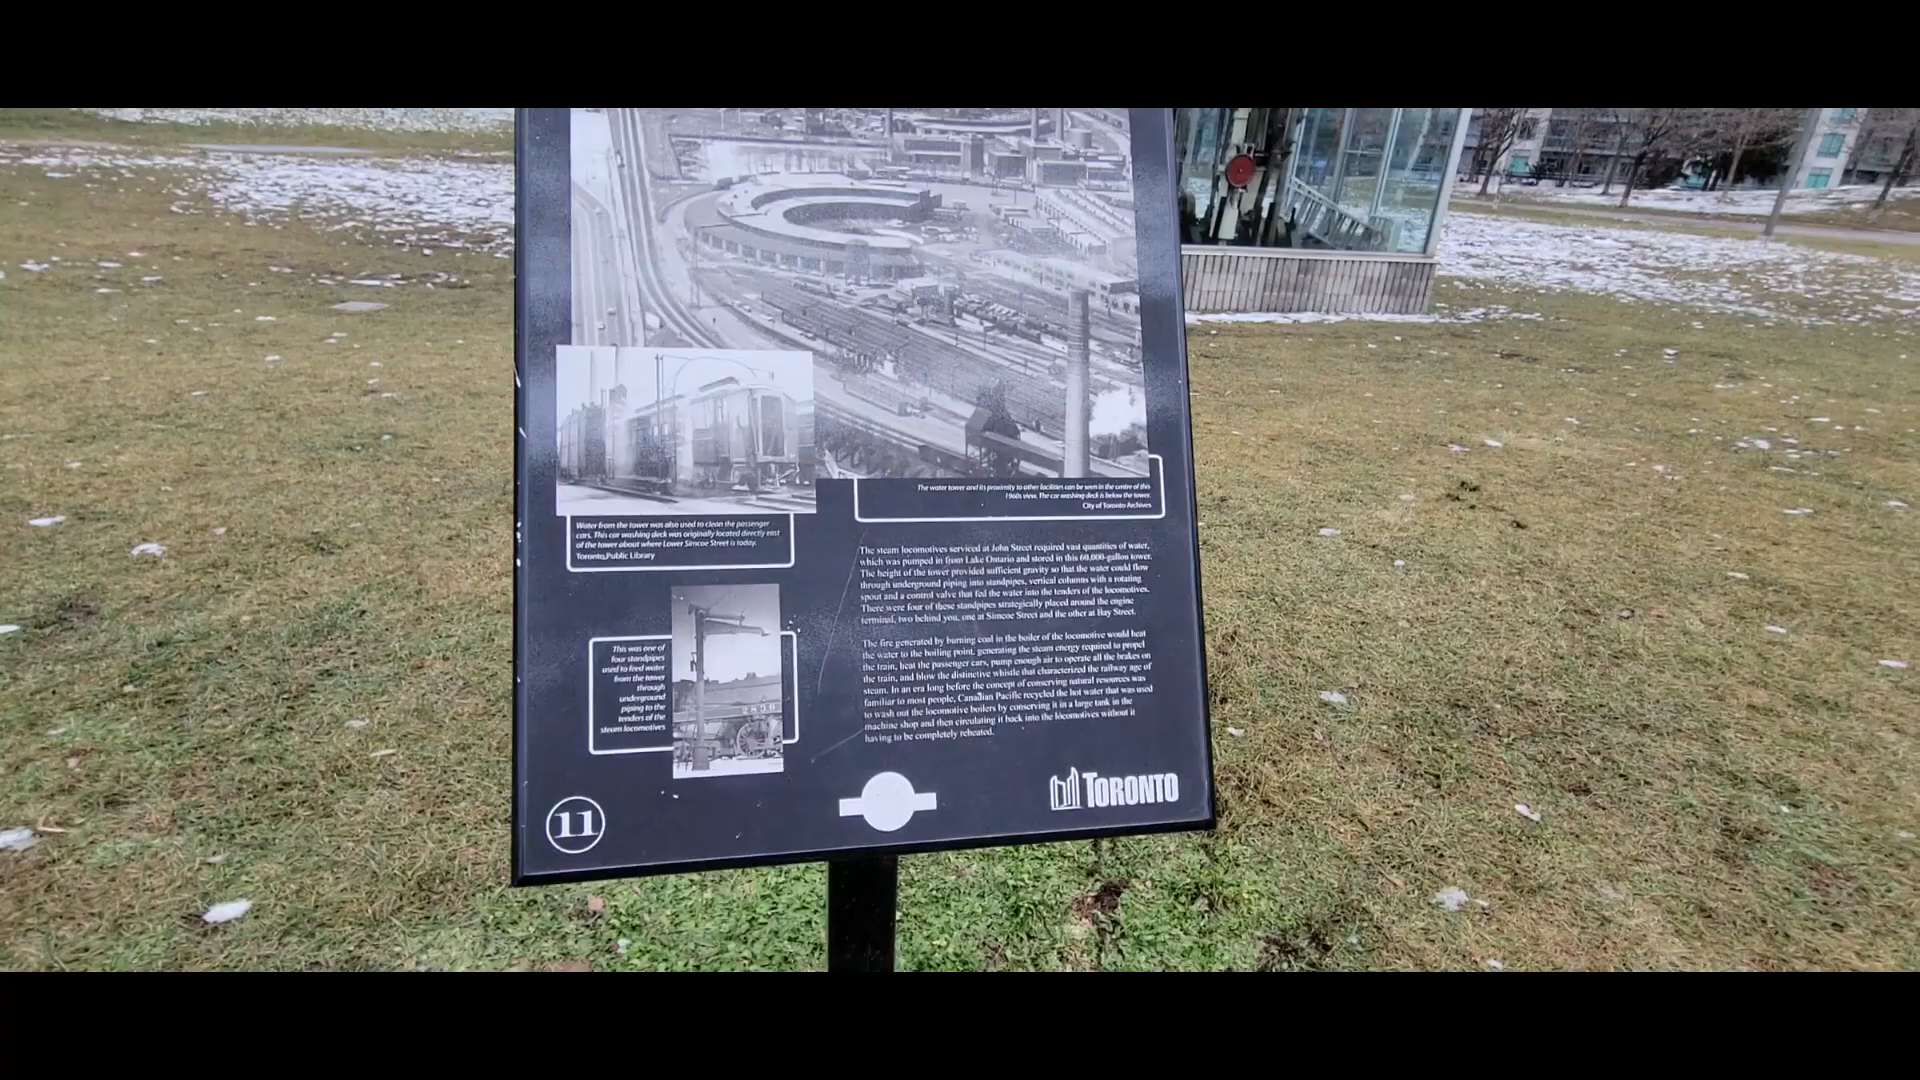 The water tower and its proximity to other facilities can be seen in the centre of this
1960s view. The car washing deck is below the tower.
City of Toronto Archives
Water from the tower was also used to clean the passenger
cars. This car washing deck was originally located directly east
of the tower about where Lower Simcoe Street is today.
Toronto Public Library
The steam locomotives serviced at John Street required vast quantities of water,
which was pumped in from Lake Ontario and stored in this 60,000-gallon tower.
The height of the tower provided sufficient gravity so that the water could flow
through underground piping into standpipes, vertical columns with a rotating
spout and a control valve that fed the water into the tenders of the locomotives.
There were four of these standpipes strategically placed around the engine
terminal, two behind you, one at Simcoe Street and the other at Bay Street.
The fire generated by burning coal in the boiler of the locomotive would heat
the water to the boiling point, generating the steam energy required to propel
the train, heat the passenger cars, pump enough air to operate all the brakes on
the train, and blow the distinctive whistle that characterized the railway age of
steam. In an era long before the concept of conserving natural resources was
familiar to most people, Canadian Pacific recycled the hot water that was used
to wash out the locomotive boilers by conserving it in a large tank in the
machine shop and then circulating it back into the locomotives without it
having to be completely reheated.
This was one of
four standpipes
used to feed water
from the tower
through
underground
piping to the
tenders of the
steam locomotives
11
TORONTO